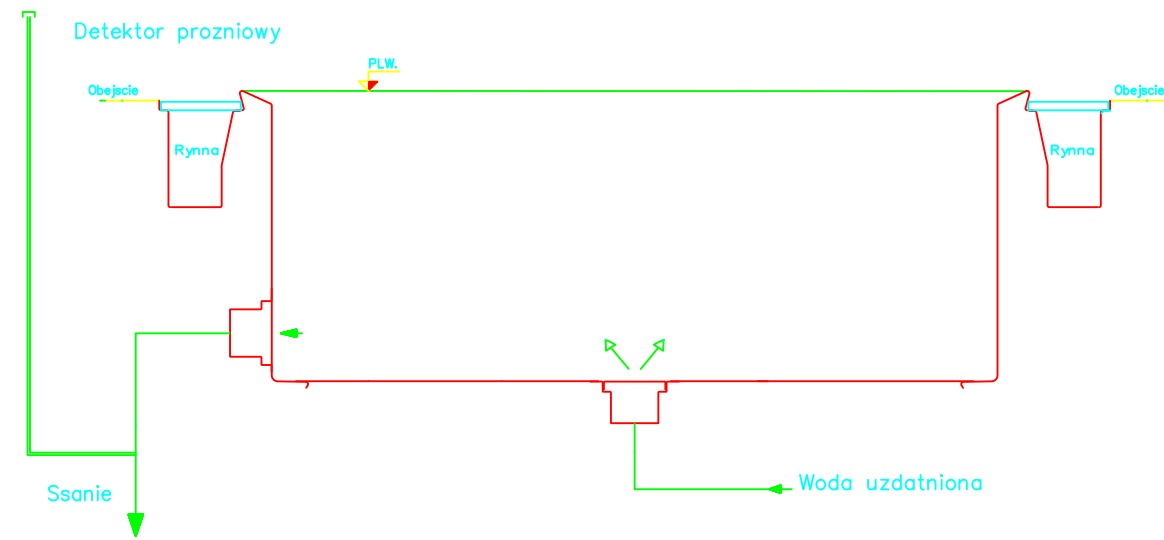 Detektor prozniowy
PLW.
Obejscie
Obejscie
Rynna
Rynna
Woda uzdatniona
Ssanie